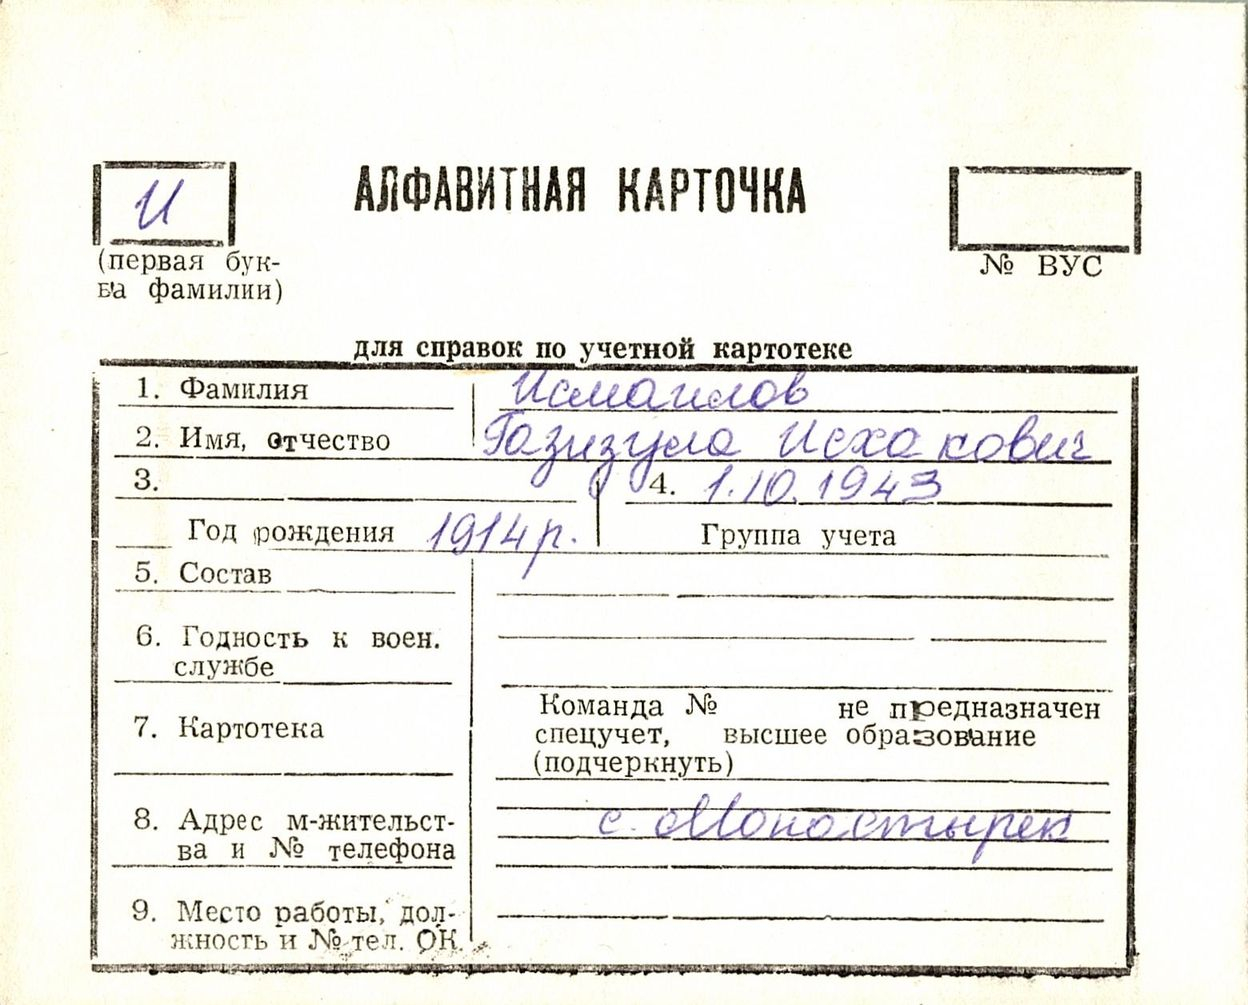 И
АЛФАВИТНАЯ КАРТОЧКА
(первая бук-
ва фамилии)
№ ВУС
для справок по учетной картотеке
1. Фамилия Исмаилов
2. Имя, отчество Газизула Исхакович
3. 4. 1.10.1943
Год рождения 1914 р. Группа учета
5. Состав
6. Годность к воен.
службе
7. Картотека
Команда № не предназначен
спецучет, высшее образование
(подчеркнуть)
8. Адрес м-жительст-
ва и № телефона
с. Монастырек
9. Место работы, дол-
жность и № тел. ОК.